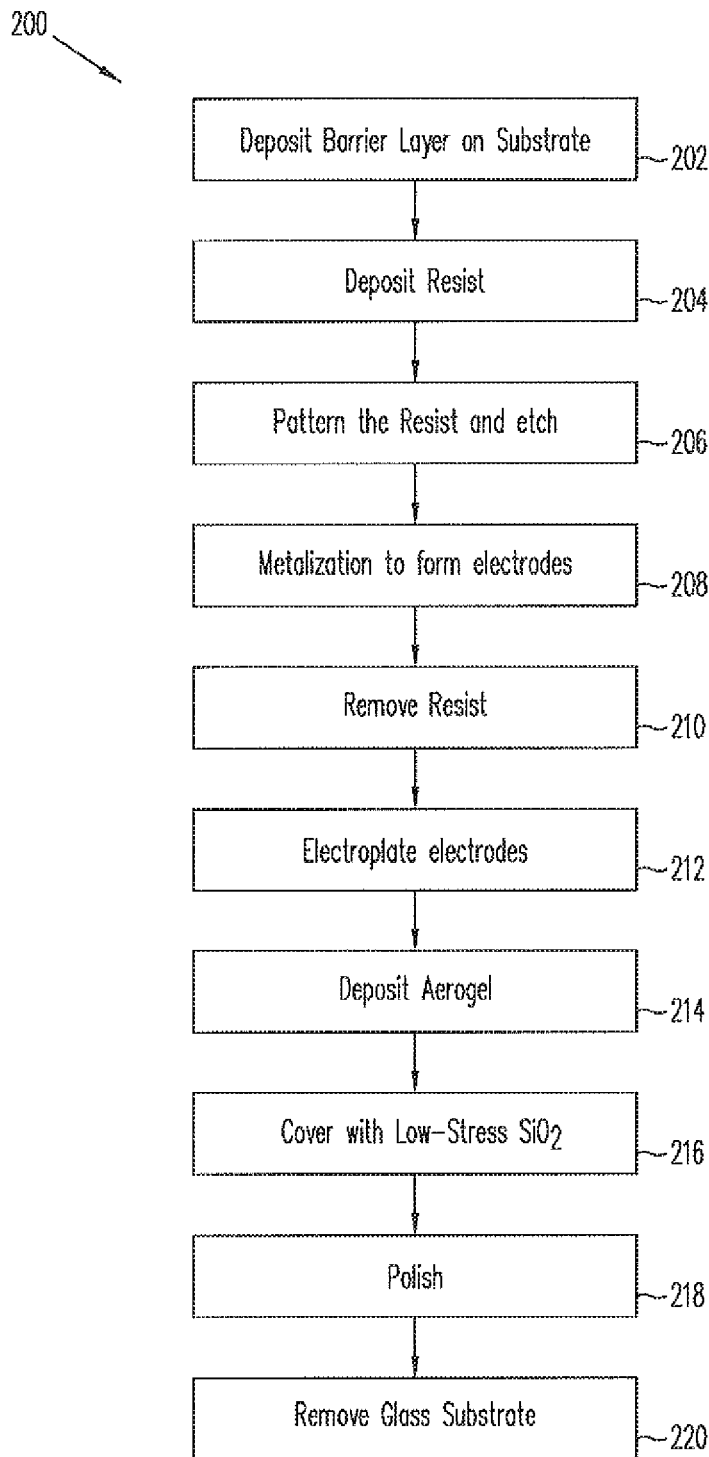 200
Deposit Barrier Layer on Substrate
202
Deposit Resist
204
Pattern the Resist and etch
206
Metalization to form electrodes
208
Remove Resist
210
Electroplate electrodes
212
Deposit Aerogel
214
Cover with Low-Stress SiO2
216
Polish
218
Remove Glass Substrate
220